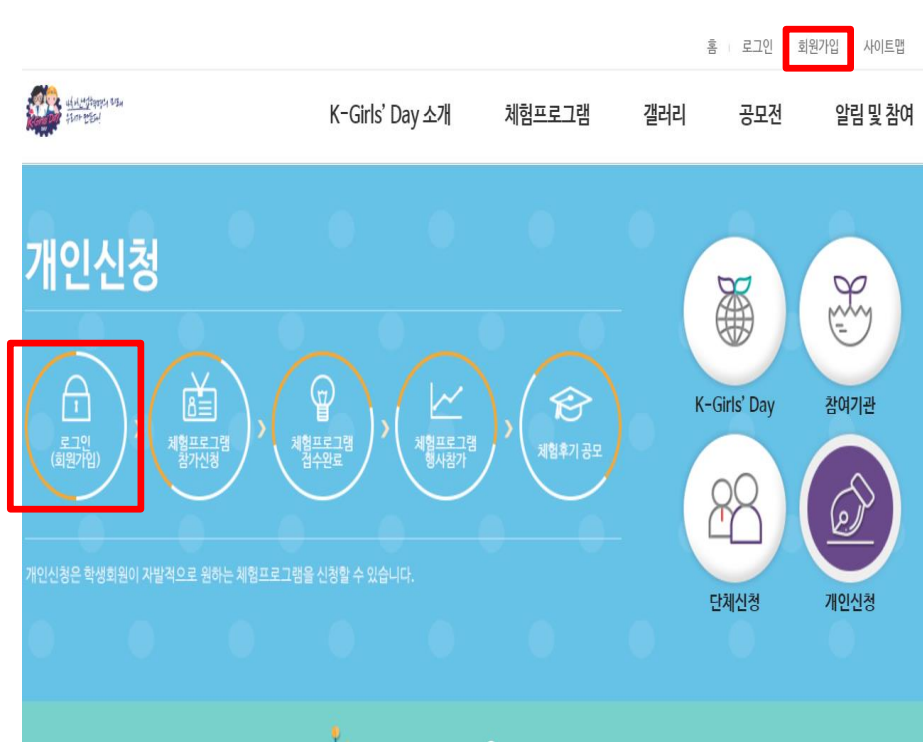 홈 로그인 회원가입 사이트맵
K-Girls' Day
K-Girls' Day 소개 체험프로그램 갤러리 공모전 알림 및 참여
개인신청
로그인
(회원가입)
체험프로그램
참가신청
체험프로그램
접수완료
체험프로그램
행사참가
체험후기 공모
개인신청은 학생회원이 자발적으로 원하는 체험프로그램을 신청할 수 있습니다.
K-Girls' Day
참여기관
단체신청
개인신청